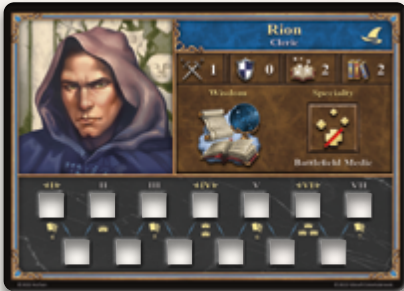 Rion
Cleric
1 0 2 2
Wisdom Specialty
Battlefield Medic
I II III IV V VI VII